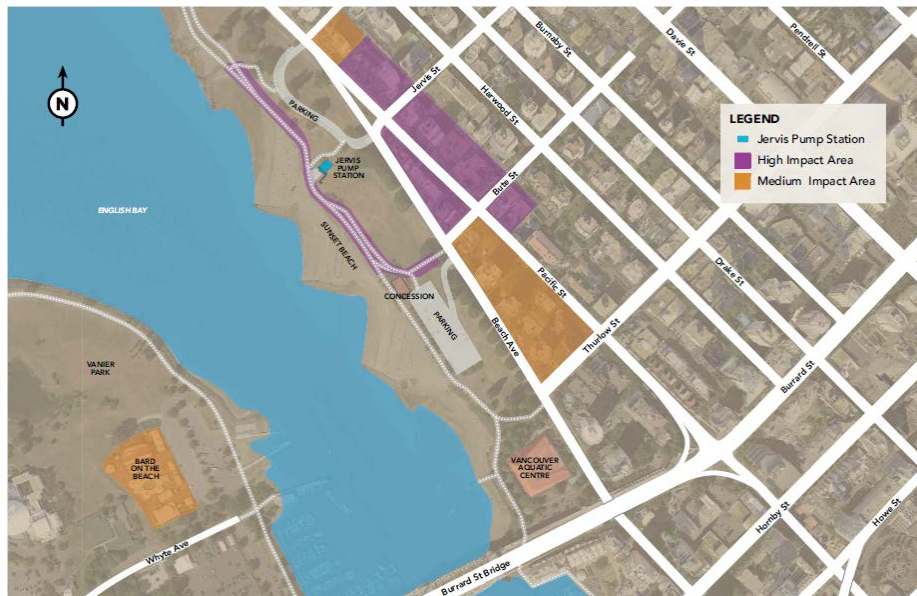 N
ENGLISH BAY
PARKING
JERVIS
PUMP
STATION
SUNSET BEACH
CONCESSION
PARKING
VANIER
PARK
BARD
ON THE
BEACH
Whyte Ave
VANCOUVER
AQUATIC
CENTRE
Burrard St Bridge
Jervis St
Harwood St
Burnaby St
Davie St
Pendrell St
Bute St
Pacific St
Beach Ave
Thurlow St
Drake St
Burrard St
Hornby St
Howe St
LEGEND
Jervis Pump Station
High Impact Area
Medium Impact Area